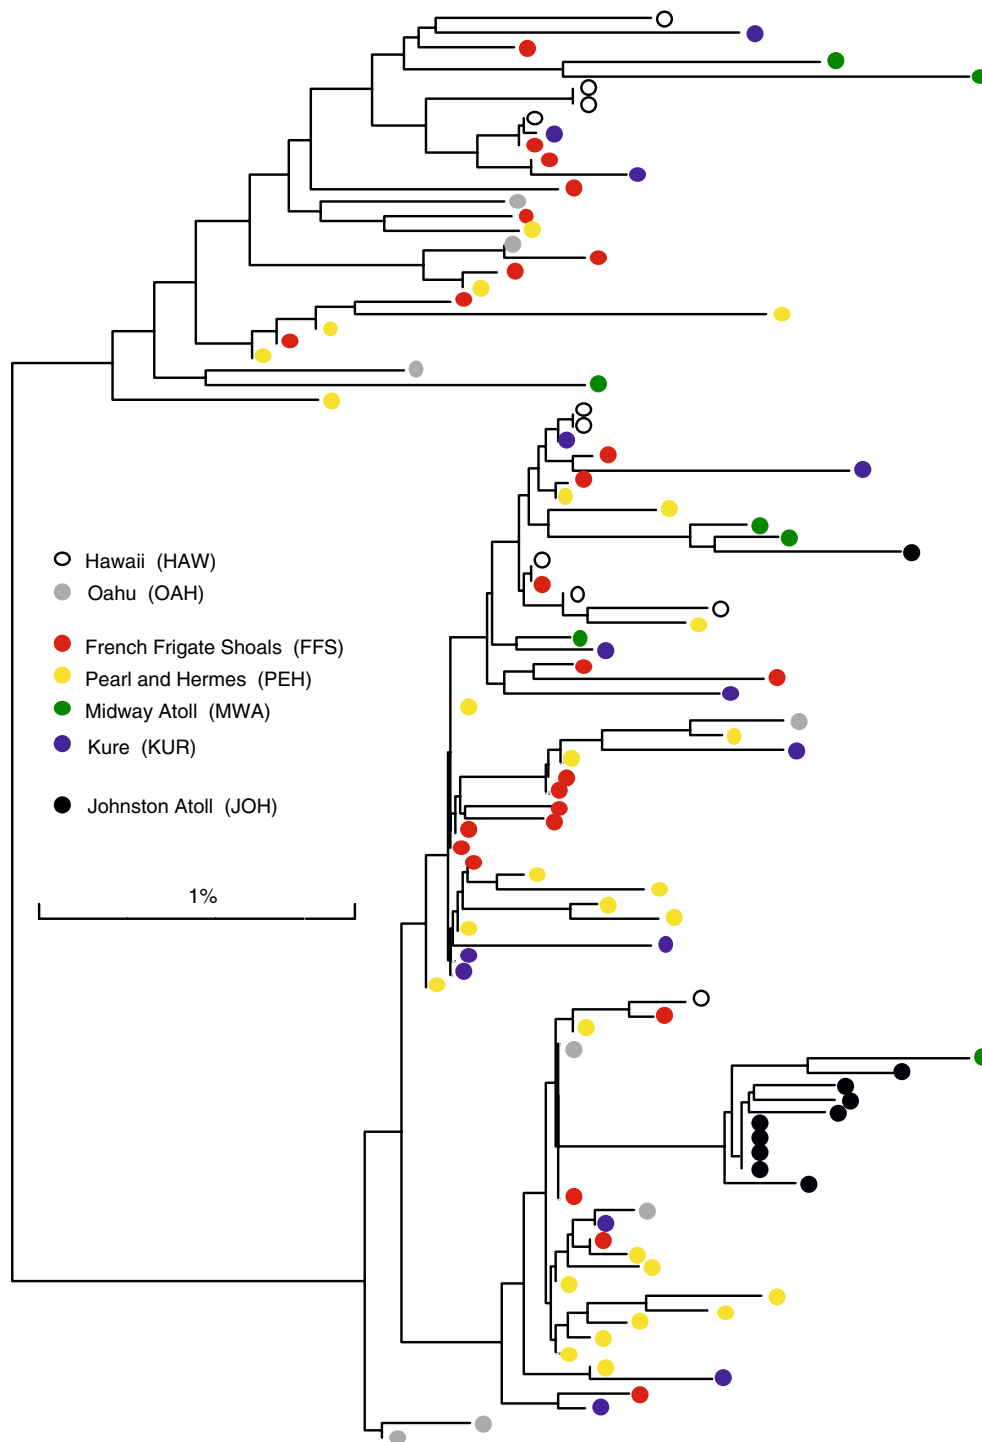 Hawaii (HAW)
Oahu (OAH)
French Frigate Shoals (FFS)
Pearl and Hermes (PEH)
Midway Atoll (MWA)
Kure (KUR)
Johnston Atoll (JOH)
1%